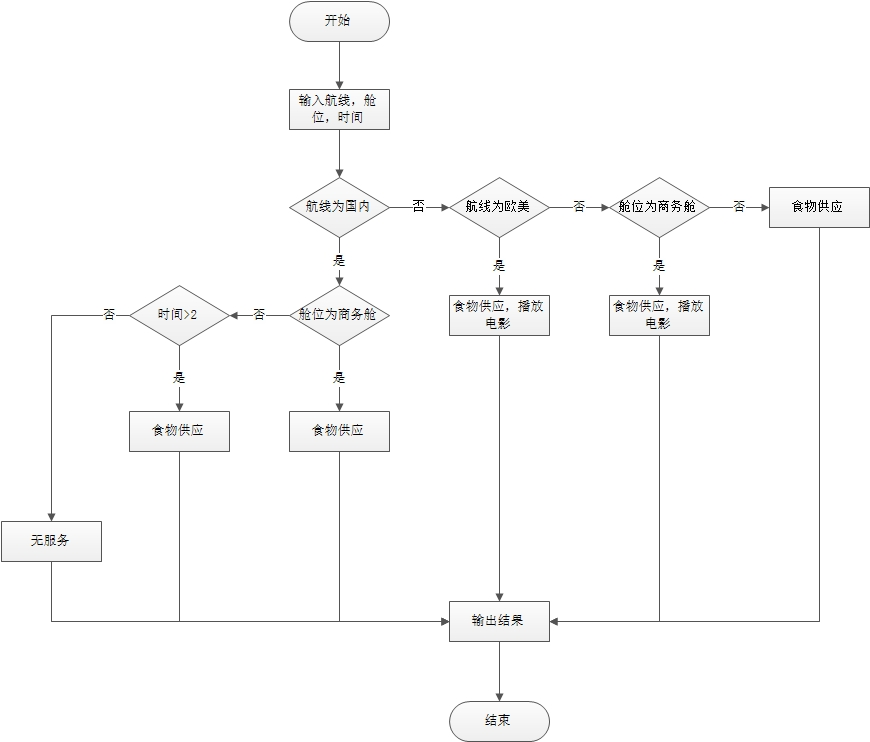 开始
输入航线，舱
位，时间
航线为国内
否
航线为欧美
否
舱位为商务舱
否
食物供应
是
是
是
否
时间>2
否
舱位为商务舱
食物供应，播放
电影
食物供应，播放
电影
是
是
食物供应
食物供应
无服务
输出结果
结束